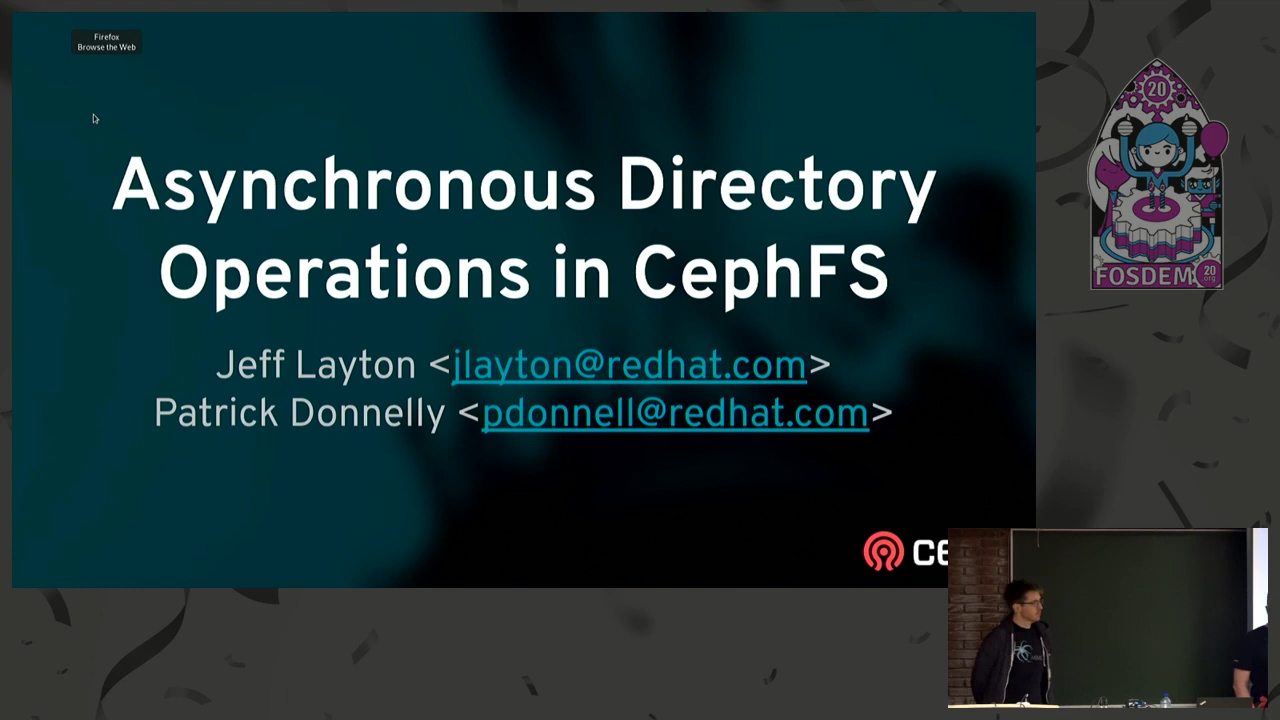 Firefox
Browse the Web
Asynchronous Directory
Operations in CephFS
Jeff Layton <jlayton@redhat.com>
Patrick Donnelly <pdonnell@redhat.com>
20
FOSDEM
20
.org